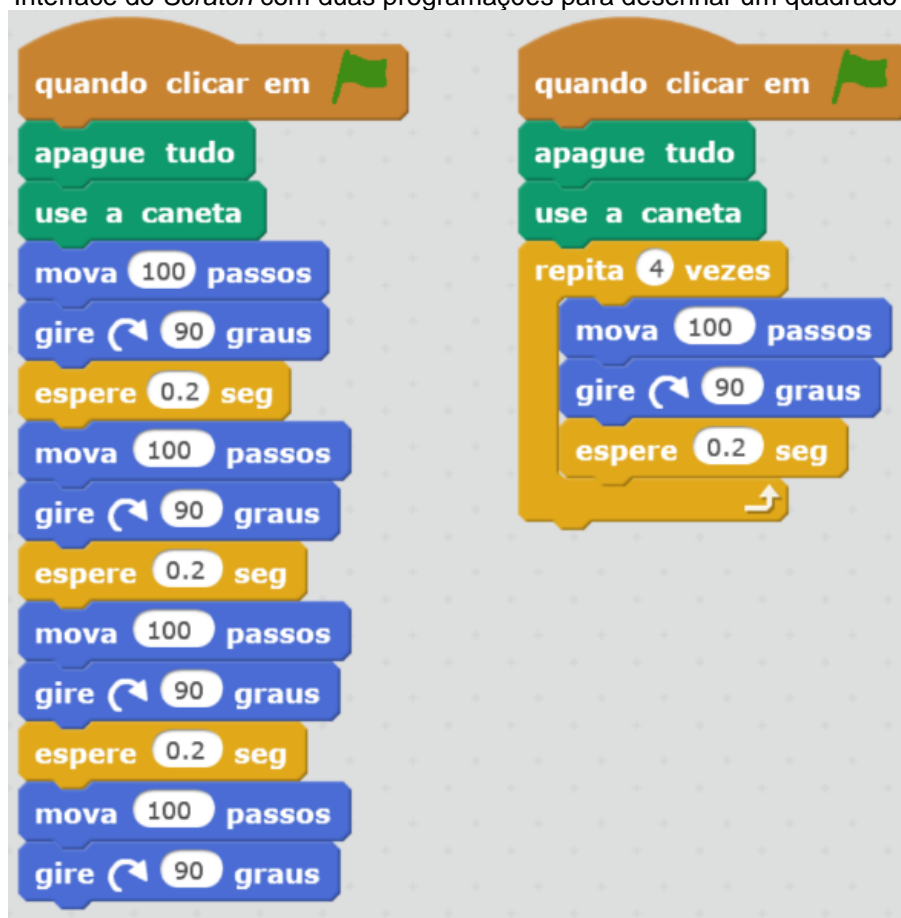 Interface do Scratch com duas programações para desenhar um quadrado
quando clicar em
apague tudo
use a caneta
mova 100 passos
gire 90 graus
espere 0.2 seg
mova 100 passos
gire 90 graus
espere 0.2 seg
mova 100 passos
gire 90 graus
espere 0.2 seg
mova 100 passos
gire 90 graus
quando clicar em
apague tudo
use a caneta
repita 4 vezes
mova 100 passos
gire 90 graus
espere 0.2 seg